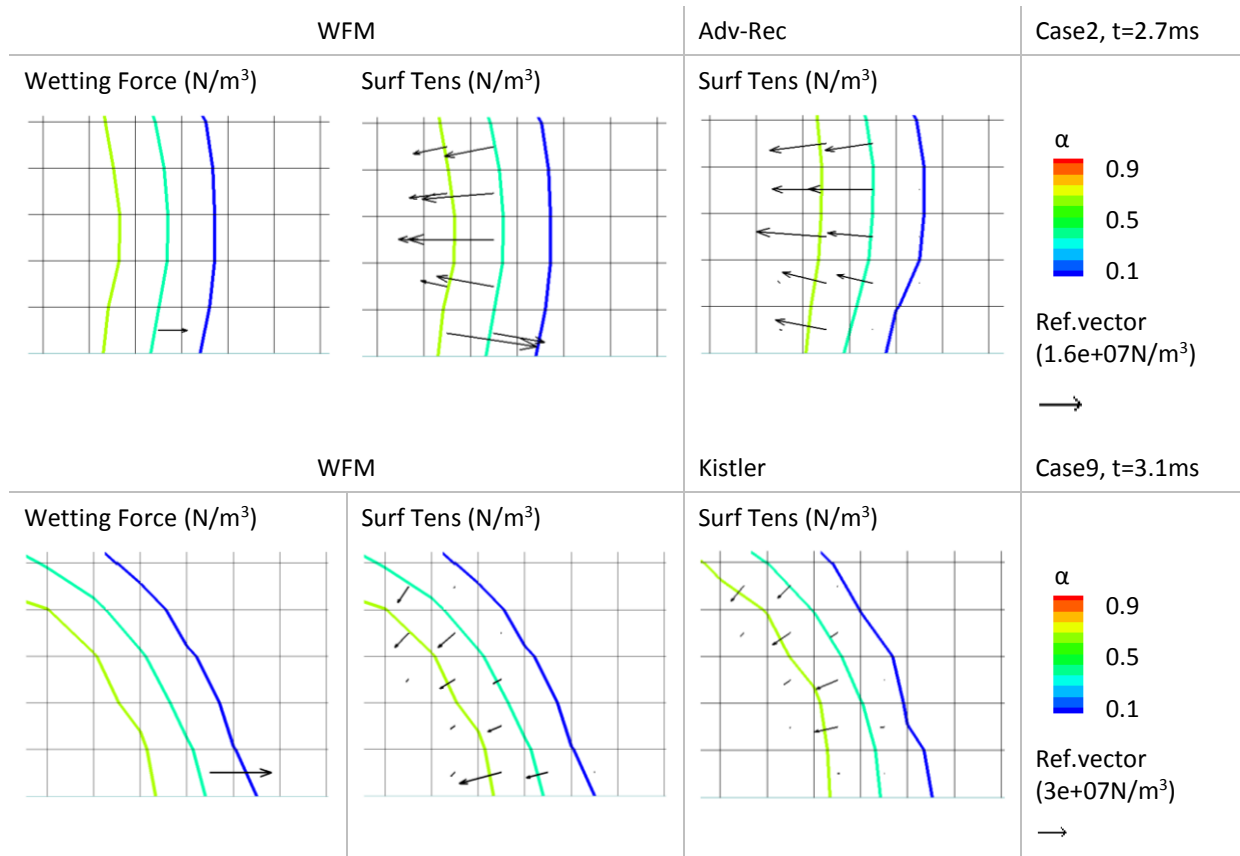 WFM
Adv-Rec
Case2, t=2.7ms
Wetting Force (N/m³)
Surf Tens (N/m³)
Surf Tens (N/m³)
α
0.9
0.5
0.1
Ref.vector
(1.6e+07N/m³)
WFM
Kistler
Case9, t=3.1ms
Wetting Force (N/m³)
Surf Tens (N/m³)
Surf Tens (N/m³)
α
0.9
0.5
0.1
Ref.vector
(3e+07N/m³)